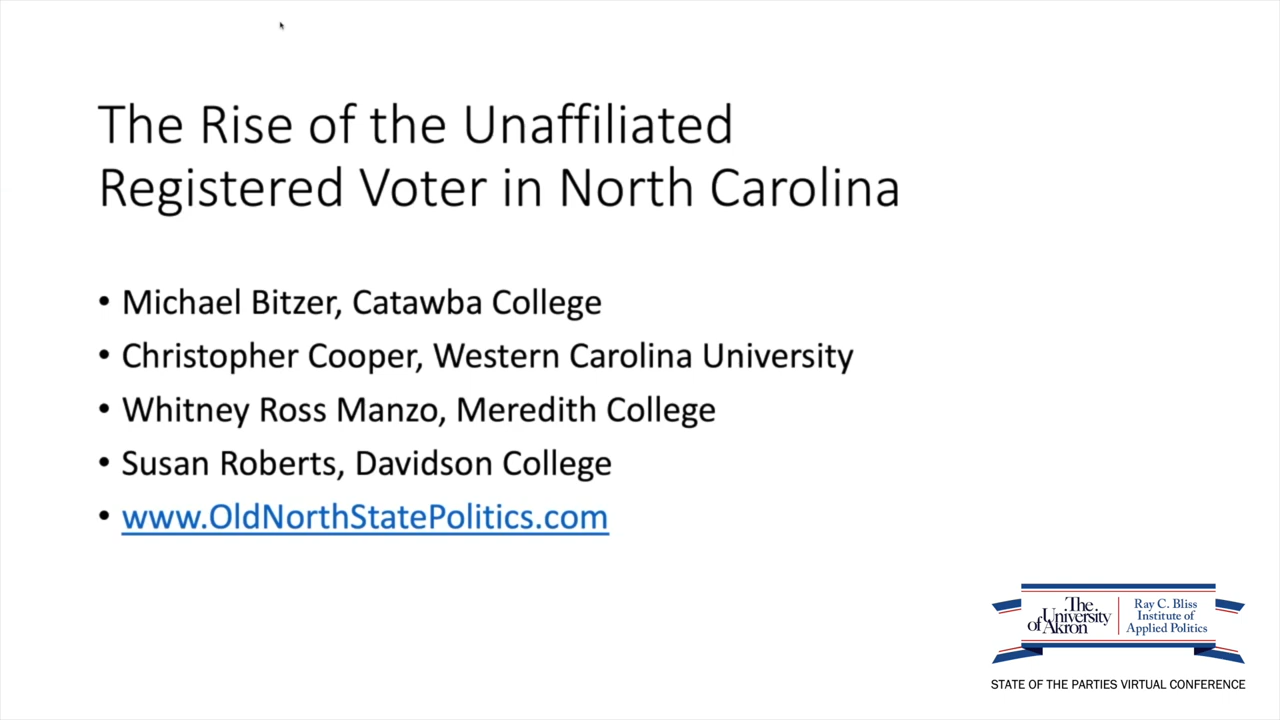 The Rise of the Unaffiliated
Registered Voter in North Carolina
• Michael Bitzer, Catawba College
• Christopher Cooper, Western Carolina University
• Whitney Ross Manzo, Meredith College
• Susan Roberts, Davidson College
• www.OldNorthStatePolitics.com
The
University
of Akron
Ray C. Bliss
Institute of
Applied Politics
STATE OF THE PARTIES VIRTUAL CONFERENCE